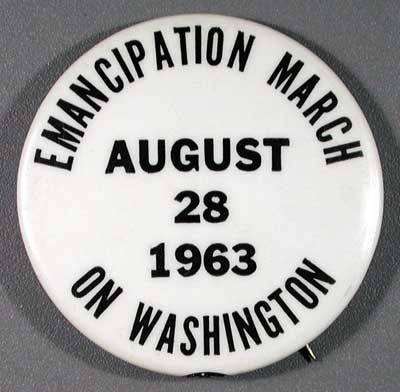 EMANCIPATION MARCH
AUGUST
28
1963
ON WASHINGTON